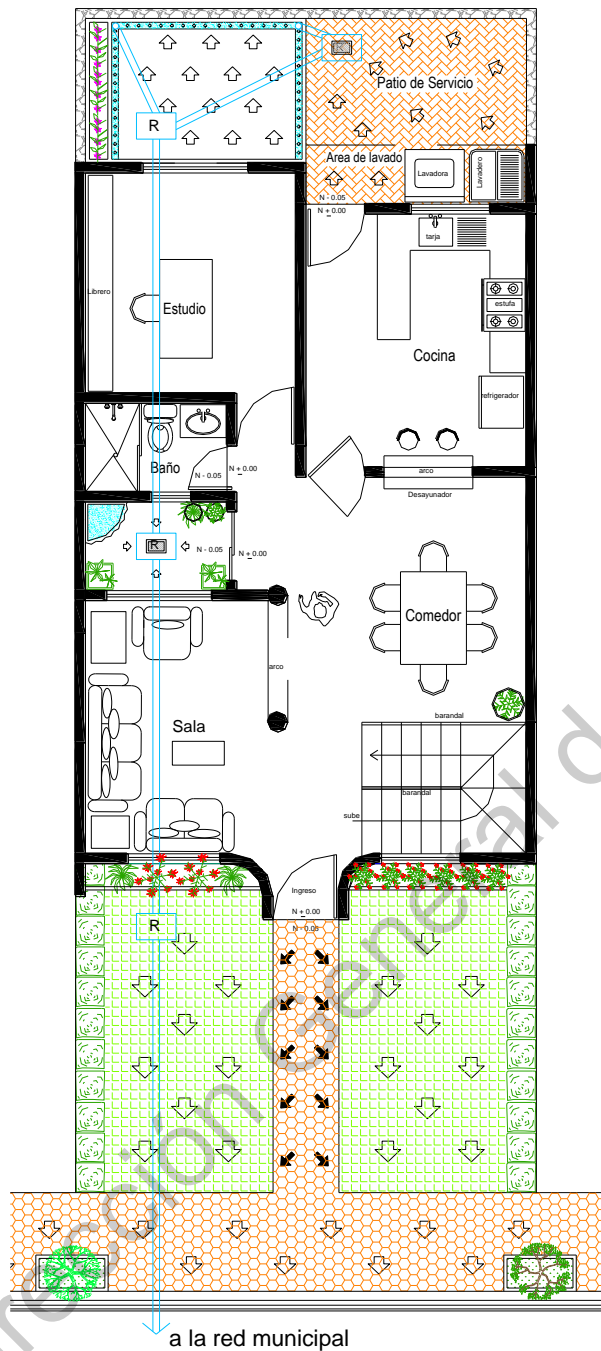 R
Patio de Servicio
R
Area de lavado
Lavadora
Lavadero
N - 0.05
N + 0.00
tarja
Librero
Estudio
estufa
Cocina
refrigerador
Baño
N - 0.05
N + 0.00
arco
Desayunador
R
N - 0.05
N + 0.00
Comedor
arco
barandal
Sala
barandal
sube
Ingreso
N + 0.00
N - 0.05
R
a la red municipal
rección General d